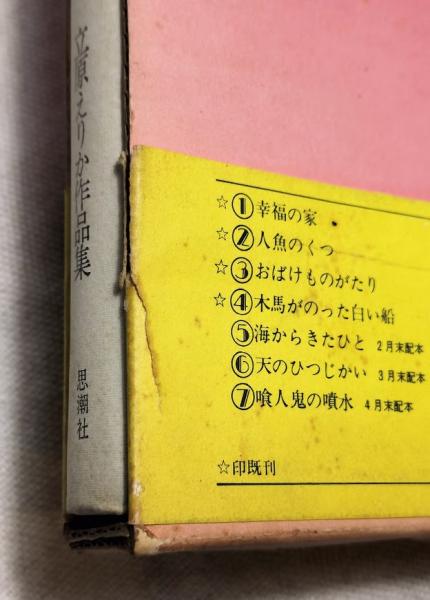 立原えりか作品集
思潮社
☆①幸福の家
☆②人魚のくつ
☆③おばけものがたり
☆④木馬がのった白い船
⑤海からきたひと 2月末配本
⑥天のひつじかい 3月末配本
⑦喰人鬼の噴水 4月末配本
☆印既刊